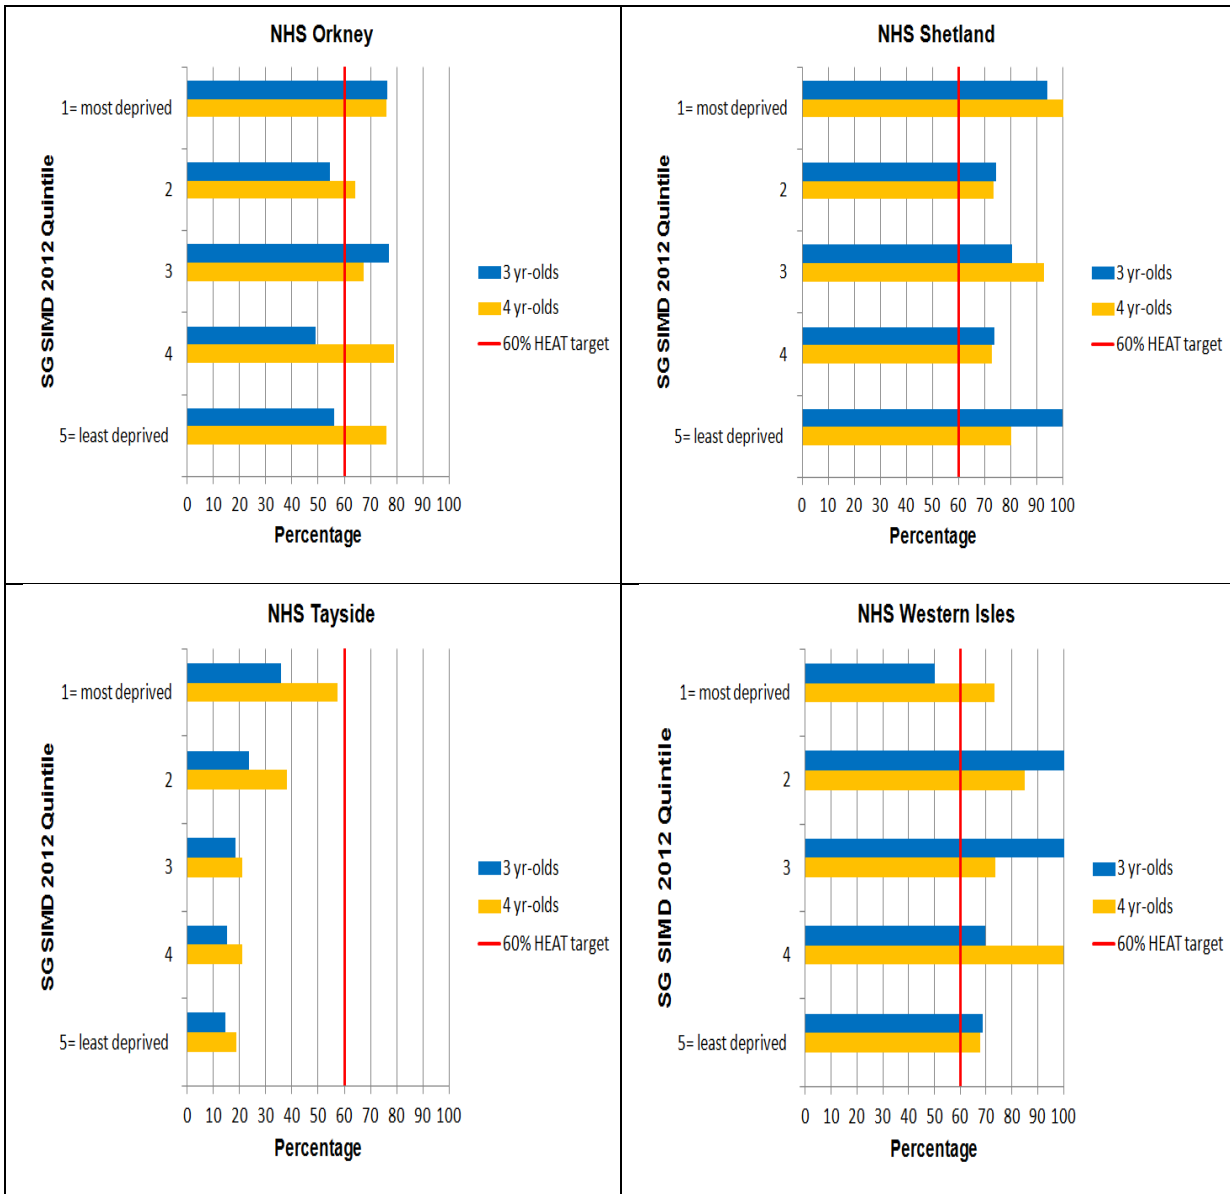 NHS Orkney
SG SIMD 2012 Quintile
1= most deprived
2
3
4
5= least deprived
0 10 20 30 40 50 60 70 80 90 100
Percentage
3 yr-olds
4 yr-olds
60% HEAT target
NHS Shetland
SG SIMD 2012 Quintile
1= most deprived
2
3
4
5= least deprived
0 10 20 30 40 50 60 70 80 90 100
Percentage
3 yr-olds
4 yr-olds
60% HEAT target
NHS Tayside
SG SIMD 2012 Quintile
1= most deprived
2
3
4
5= least deprived
0 10 20 30 40 50 60 70 80 90 100
Percentage
3 yr-olds
4 yr-olds
60% HEAT target
NHS Western Isles
SG SIMD 2012 Quintile
1= most deprived
2
3
4
5= least deprived
0 10 20 30 40 50 60 70 80 90 100
Percentage
3 yr-olds
4 yr-olds
60% HEAT target